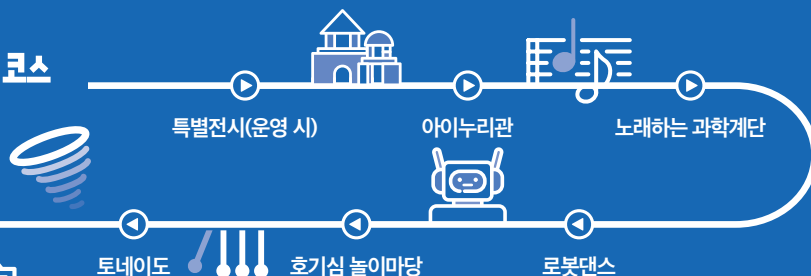 코스
특별전시(운영 시)
아이누리관
노래하는 과학계단
토네이도
호기심 놀이마당
로봇댄스